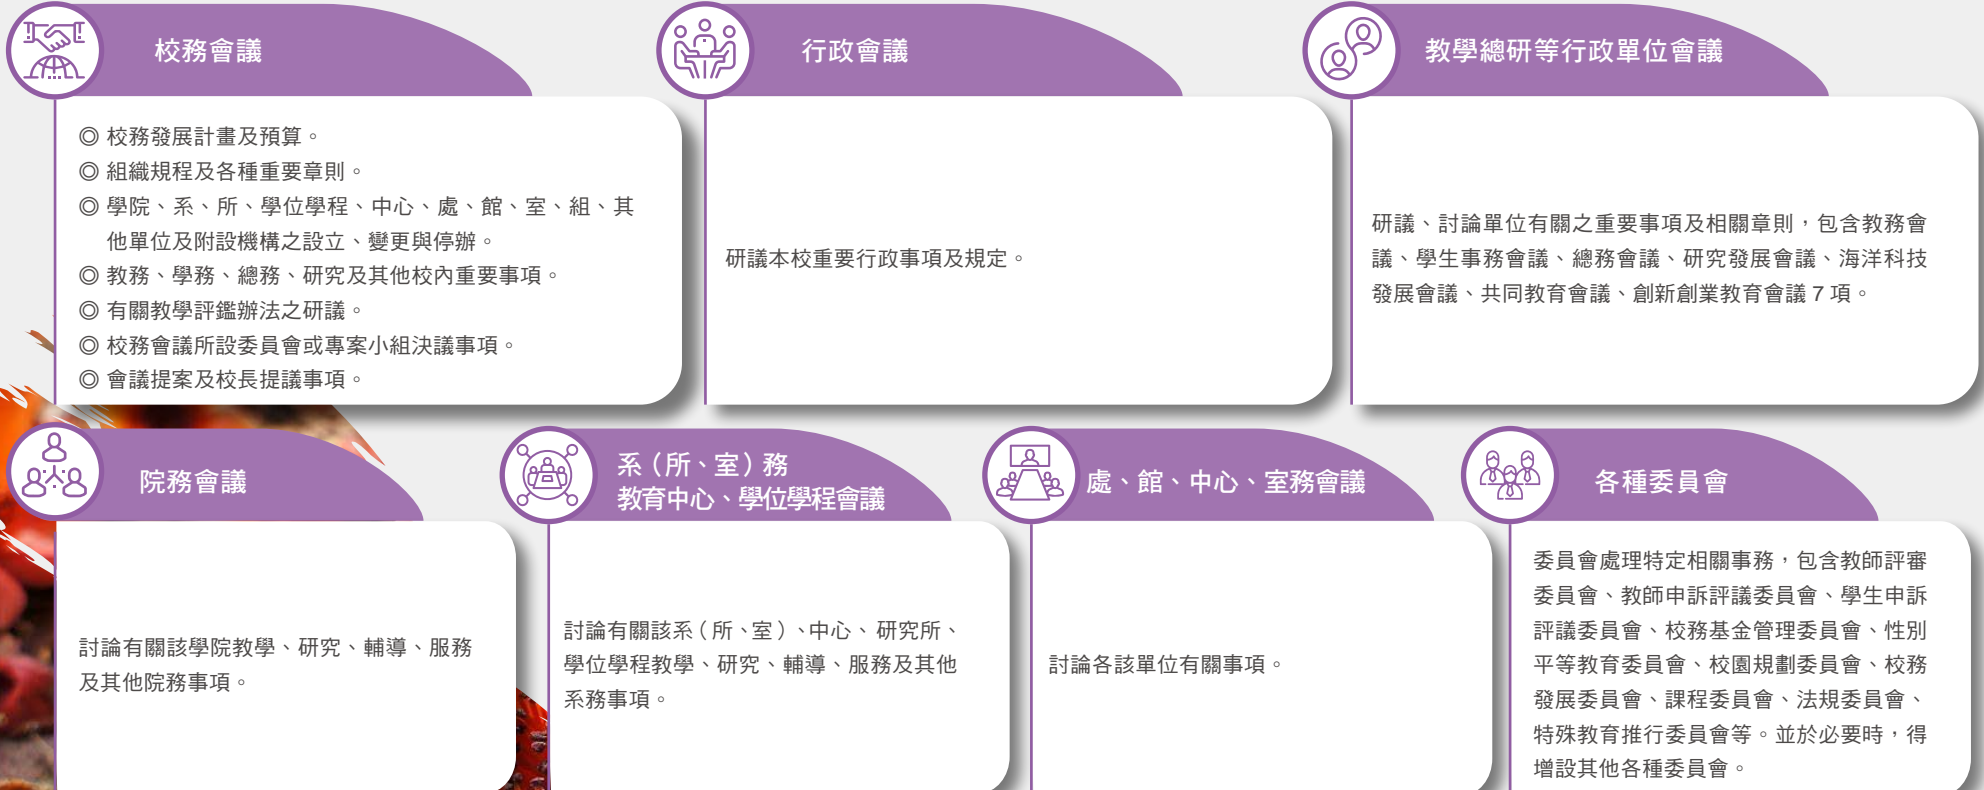 校務會議
◎ 校務發展計畫及預算。
◎ 組織規程及各種重要章則。
◎ 學院、系、所、學位學程、中心、處、館、室、組、其
他單位及附設機構之設立、變更與停辦。
◎ 教務、學務、總務、研究及其他校內重要事項。
◎ 有關教學評鑑辦法之研議。
◎ 校務會議所設委員會或專案小組決議事項。
◎ 會議提案及校長提議事項。
行政會議
研議本校重要行政事項及規定。
教學總研等行政單位會議
研議、討論單位有關之重要事項及相關章則，包含教務會
議、學生事務會議、總務會議、研究發展會議、海洋科技
發展會議、共同教育會議、創新創業教育會議 7 項。
院務會議
討論有關該學院教學、研究、輔導、服務
及其他院務事項。
系（所、室）務
教育中心、學位學程會議
討論有關該系（所、室）、中心、研究所、
學位學程教學、研究、輔導、服務及其他
系務事項。
處、館、中心、室務會議
討論各該單位有關事項。
各種委員會
委員會處理特定相關事務，包含教師評審
委員會、教師申訴評議委員會、學生申訴
評議委員會、校務基金管理委員會、性別
平等教育委員會、校園規劃委員會、校務
發展委員會、課程委員會、法規委員會、
特殊教育推行委員會等。並於必要時，得
增設其他各種委員會。